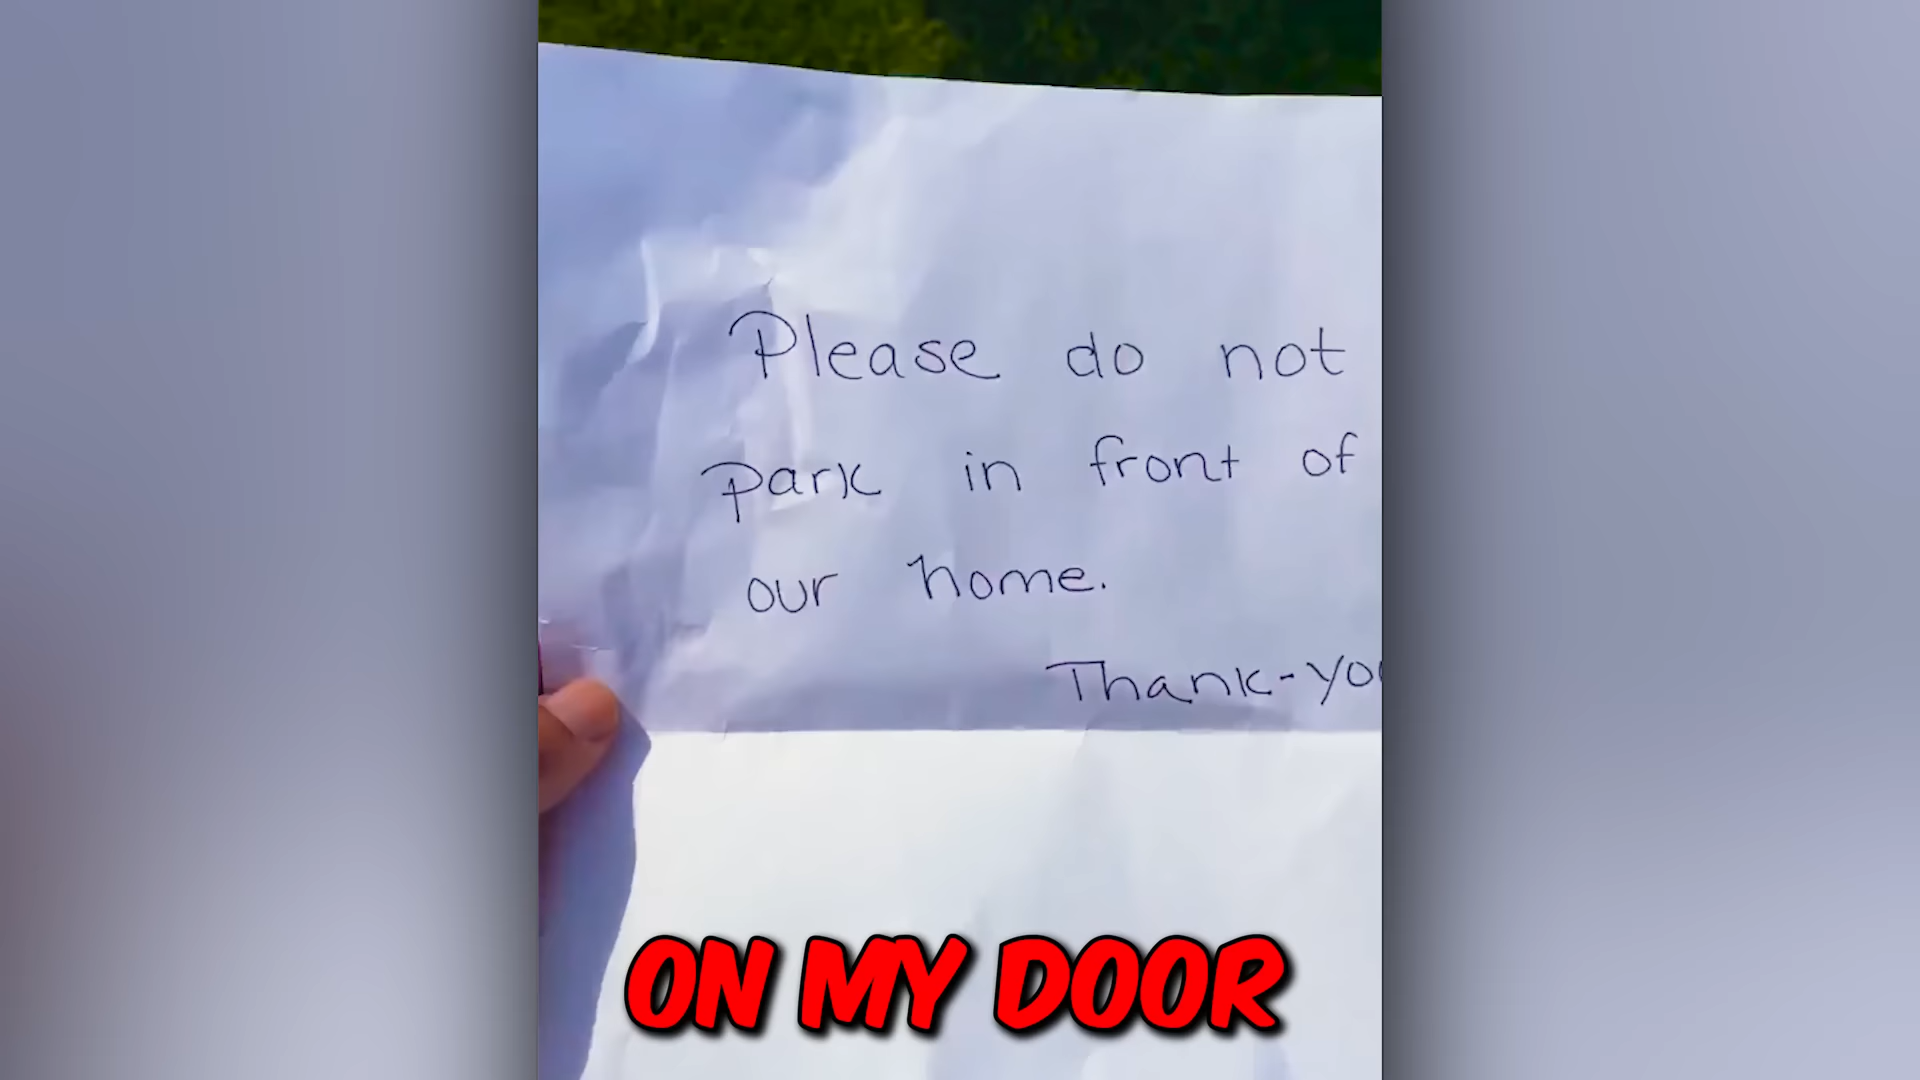 Please do not
park in front of
our home.
Thank-yo
ON MY DOOR